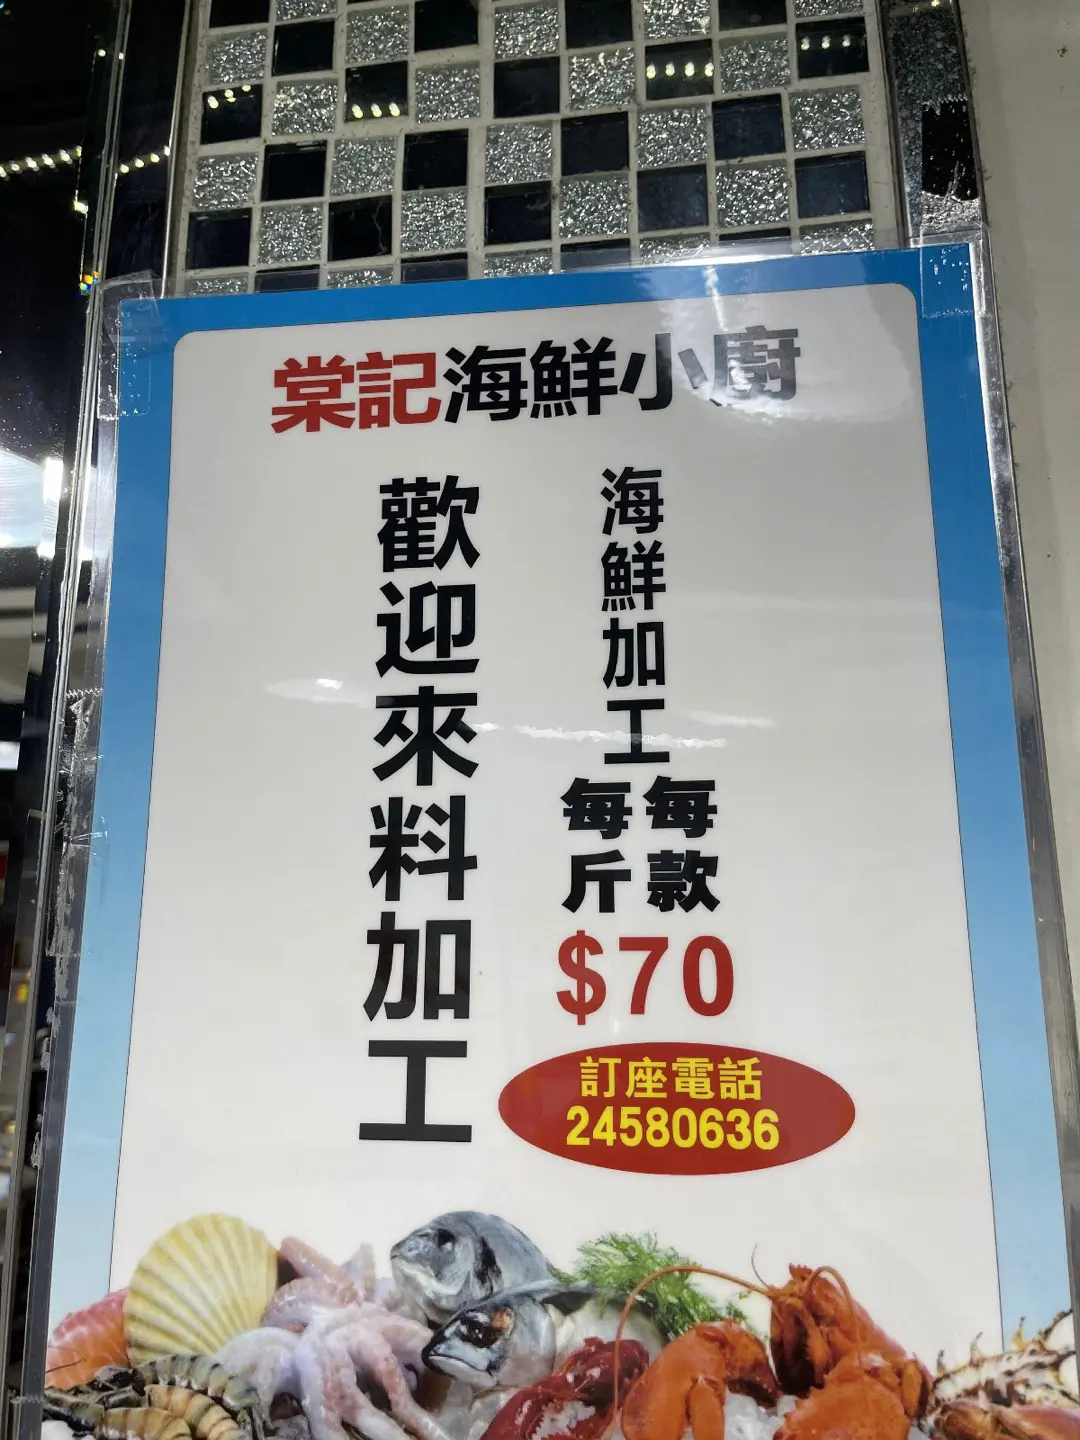 棠記海鮮小廚
海鮮加工
每款
每斤
$70
歡迎來料加工
訂座電話
24580636